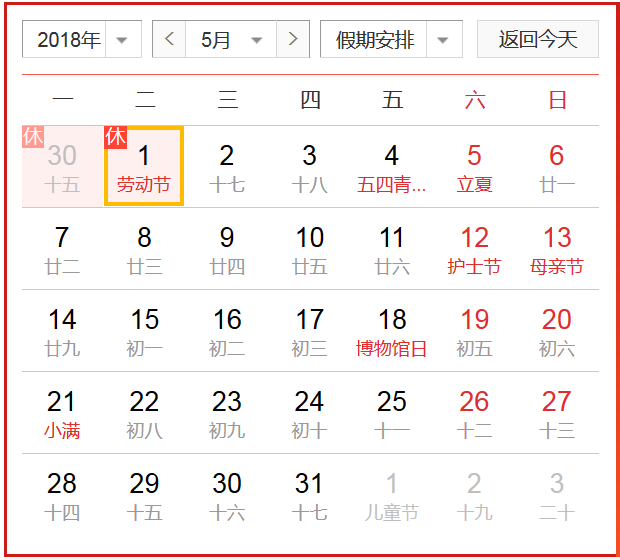 2018年 5月 假期安排 返回今天
一 二 三 四 五 六 日
休 休
30 1 2 3 4 5 6
十五 劳动节 十七 十八 五四青... 立夏 廿一
7 8 9 10 11 12 13
廿二 廿三 廿四 廿五 廿六 护士节 母亲节
14 15 16 17 18 19 20
廿九 初一 初二 初三 博物馆日 初五 初六
21 22 23 24 25 26 27
小满 初八 初九 初十 十一 十二 十三
28 29 30 31 1 2 3
十四 十五 十六 十七 儿童节 十九 二十